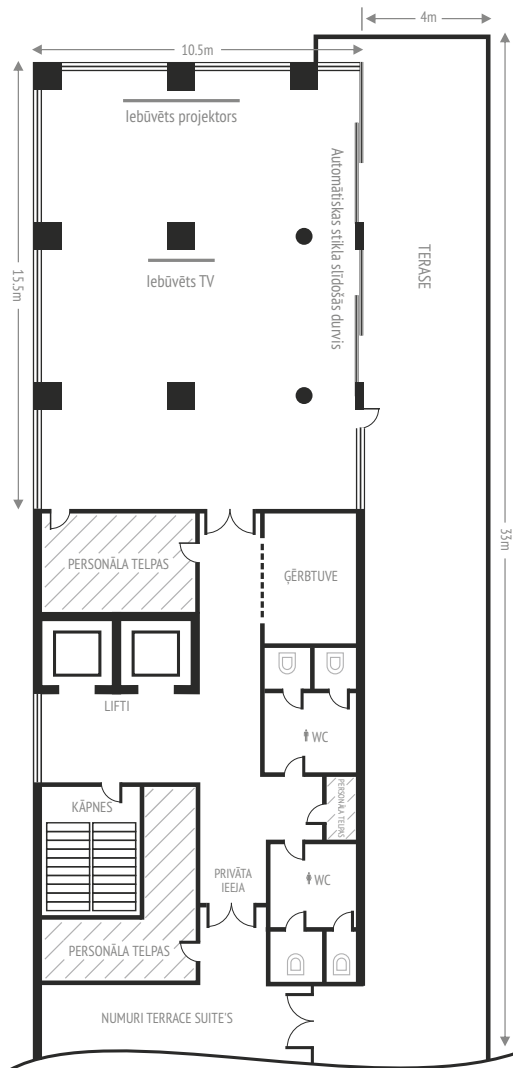 4m
10.5m
Iebūvēts projektors
Automātiskas stikla slīdošās durvis
TERASE
15.5m
Iebūvēts TV
33m
PERSONĀLA TELPAS
ĢĒRBTUVE
LIFTI
WC
KĀPNES
PERSONĀLA TELPAS
PRIVĀTA
IEEJA
WC
PERSONĀLA TELPAS
NUMURI TERRACE SUITE'S